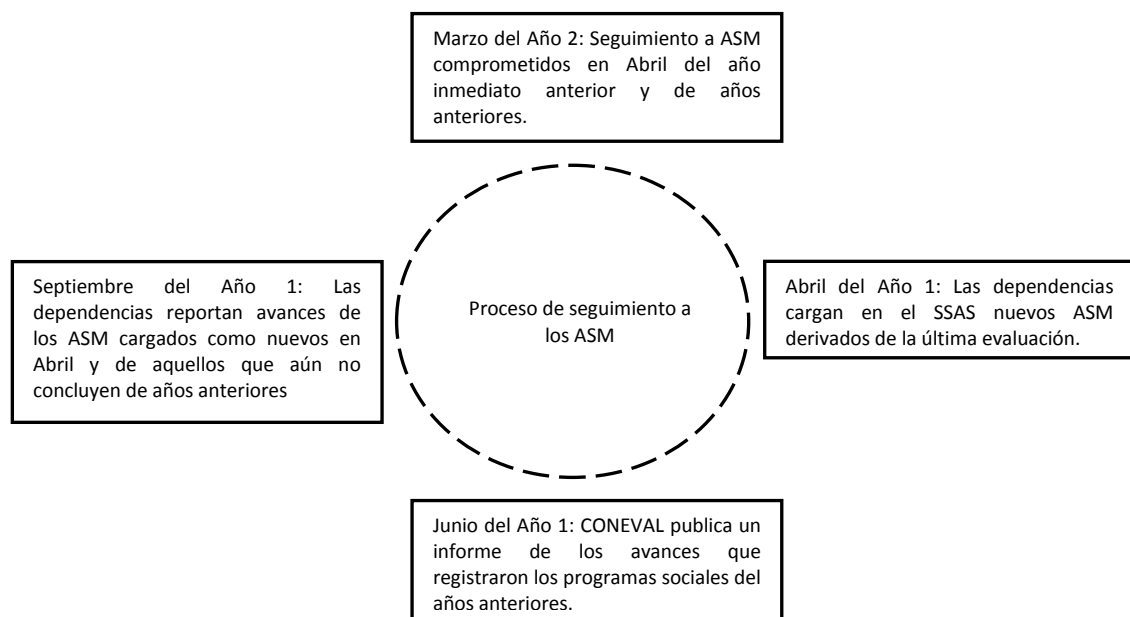 Marzo del Año 2: Seguimiento a ASM
comprometidos en Abril del año
inmediato anterior y de años
anteriores.
Septiembre del Año 1: Las
dependencias reportan avances de
los ASM cargados como nuevos en
Abril y de aquellos que aún no
concluyen de años anteriores
Proceso de seguimiento a
los ASM
Abril del Año 1: Las dependencias
cargan en el SSAS nuevos ASM
derivados de la última evaluación.
Junio del Año 1: CONEVAL publica un
informe de los avances que
registraron los programas sociales del
años anteriores.